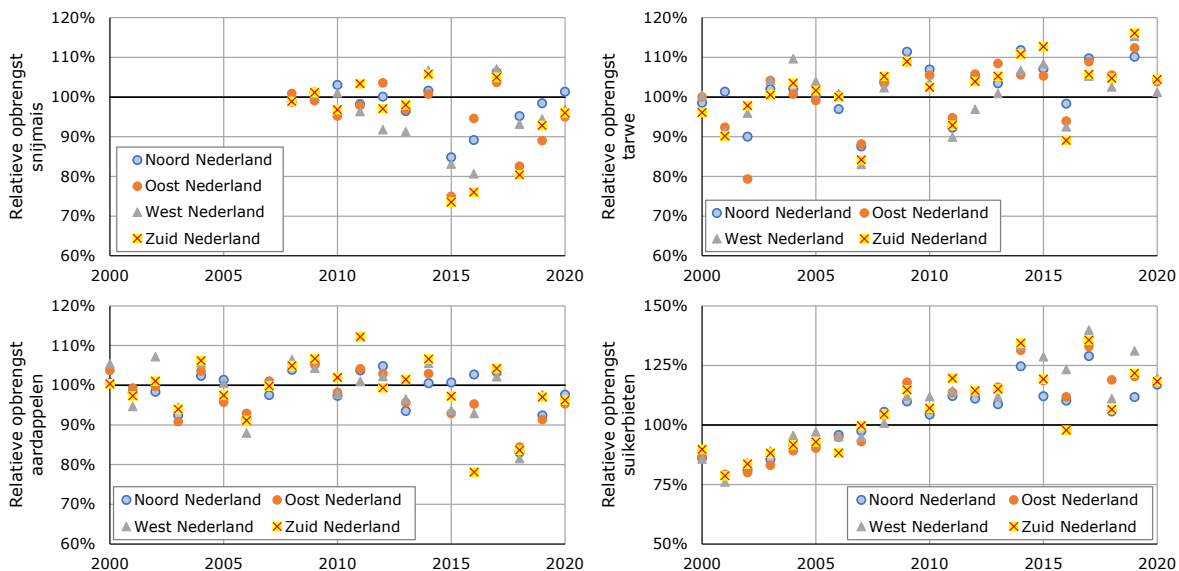 120%
110%
100%
90%
80%
70%
60%
Relatieve opbrengst
snijmais
Noord Nederland
Oost Nederland
West Nederland
Zuid Nederland
2000
2005
2010
2015
2020
120%
110%
100%
90%
80%
70%
60%
Relatieve opbrengst
tarwe
Noord Nederland
Oost Nederland
West Nederland
Zuid Nederland
2000
2005
2010
2015
2020
120%
110%
100%
90%
80%
70%
60%
Relatieve opbrengst
aardappelen
Noord Nederland
Oost Nederland
West Nederland
Zuid Nederland
2000
2005
2010
2015
2020
150%
125%
100%
75%
50%
Relatieve opbrengst
suikerbieten
Noord Nederland
Oost Nederland
West Nederland
Zuid Nederland
2000
2005
2010
2015
2020